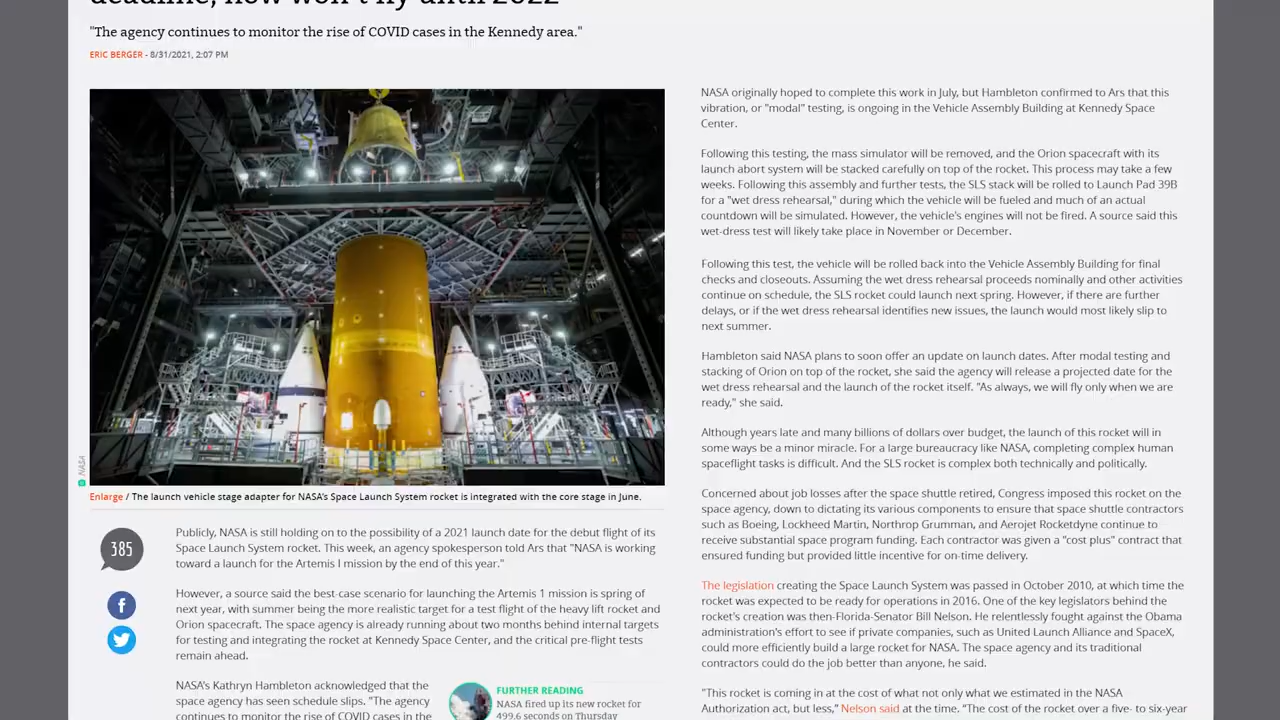 deadline, now won't fly until 2022
"The agency continues to monitor the rise of COVID cases in the Kennedy area."
ERIC BERGER - 8/31/2021, 2:07 PM
NASA
Enlarge / The launch vehicle stage adapter for NASA's Space Launch System rocket is integrated with the core stage in June.
385
Publicly, NASA is still holding on to the possibility of a 2021 launch date for the debut flight of its
Space Launch System rocket. This week, an agency spokesperson told Ars that "NASA is working
toward a launch for the Artemis I mission by the end of this year."
However, a source said the best-case scenario for launching the Artemis 1 mission is spring of
next year, with summer being the more realistic target for a test flight of the heavy lift rocket and
Orion spacecraft. The space agency is already running about two months behind internal targets
for testing and integrating the rocket at Kennedy Space Center, and the critical pre-flight tests
remain ahead.
NASA's Kathryn Hambleton acknowledged that the
space agency has seen schedule slips. "The agency
continues to monitor the rise of COVID cases in the
FURTHER READING
NASA fired up its new rocket for
499.6 seconds on Thursday
NASA originally hoped to complete this work in July, but Hambleton confirmed to Ars that this
vibration, or "modal" testing, is ongoing in the Vehicle Assembly Building at Kennedy Space
Center.
Following this testing, the mass simulator will be removed, and the Orion spacecraft with its
launch abort system will be stacked carefully on top of the rocket. This process may take a few
weeks. Following this assembly and further tests, the SLS stack will be rolled to Launch Pad 39B
for a "wet dress rehearsal," during which the vehicle will be fueled and much of an actual
countdown will be simulated. However, the vehicle's engines will not be fired. A source said this
wet-dress test will likely take place in November or December.
Following this test, the vehicle will be rolled back into the Vehicle Assembly Building for final
checks and closeouts. Assuming the wet dress rehearsal proceeds nominally and other activities
continue on schedule, the SLS rocket could launch next spring. However, if there are further
delays, or if the wet dress rehearsal identifies new issues, the launch would most likely slip to
next summer.
Hambleton said NASA plans to soon offer an update on launch dates. After modal testing and
stacking of Orion on top of the rocket, she said the agency will release a projected date for the
wet dress rehearsal and the launch of the rocket itself. "As always, we will fly only when we are
ready," she said.
Although years late and many billions of dollars over budget, the launch of this rocket will in
some ways be a minor miracle. For a large bureaucracy like NASA, completing complex human
spaceflight tasks is difficult. And the SLS rocket is complex both technically and politically.
Concerned about job losses after the space shuttle retired, Congress imposed this rocket on the
space agency, down to dictating its various components to ensure that space shuttle contractors
such as Boeing, Lockheed Martin, Northrop Grumman, and Aerojet Rocketdyne continue to
receive substantial space program funding. Each contractor was given a "cost plus" contract that
ensured funding but provided little incentive for on-time delivery.
The legislation creating the Space Launch System was passed in October 2010, at which time the
rocket was expected to be ready for operations in 2016. One of the key legislators behind the
rocket's creation was then-Florida-Senator Bill Nelson. He relentlessly fought against the Obama
administration's effort to see if private companies, such as United Launch Alliance and SpaceX,
could more efficiently build a large rocket for NASA. The space agency and its traditional
contractors could do the job better than anyone, he said.
"This rocket is coming in at the cost of what not only what we estimated in the NASA
Authorization act, but less," Nelson said at the time. "The cost of the rocket over a five- to six-year